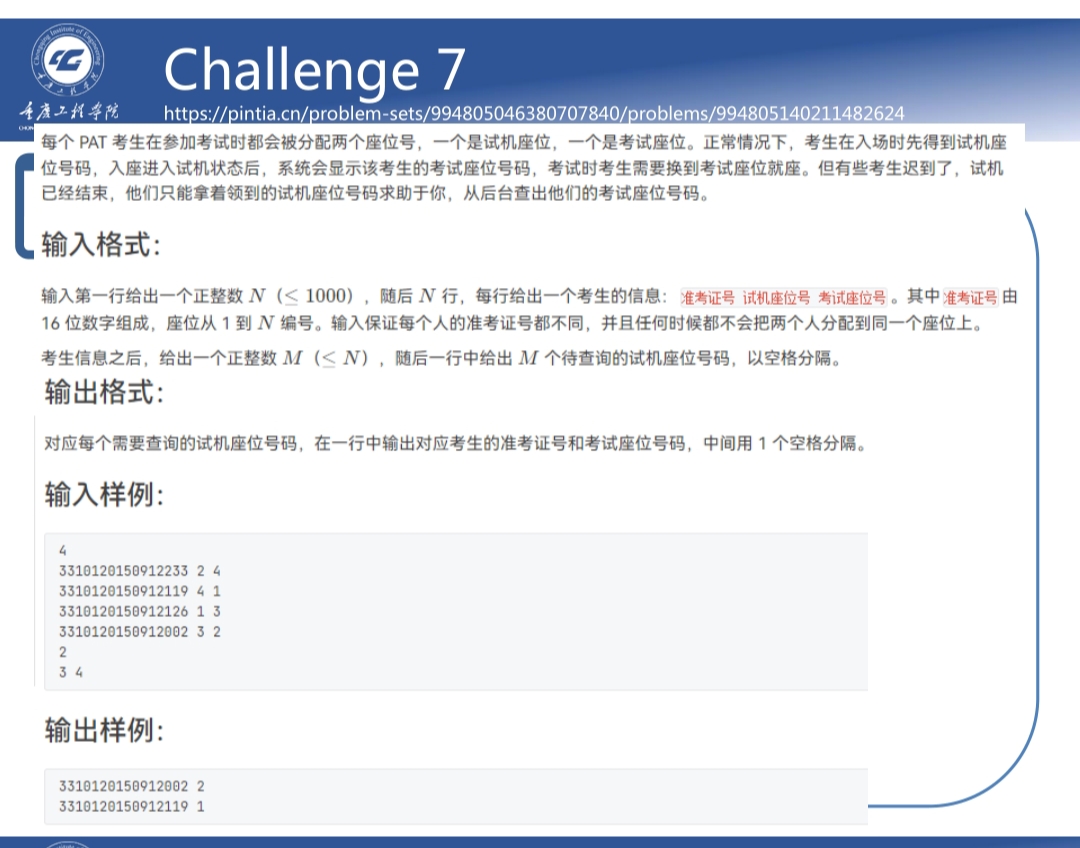 Challenge 7
重庆工程学院
https://pintia.cn/problem-sets/994805046380707840/problems/994805140211482624
每个 PAT 考生在参加考试时都会被分配两个座位号，一个是试机座位，一个是考试座位。正常情况下，考生在入场时先得到试机座
位号码，入座进入试机状态后，系统会显示该考生的考试座位号码，考试时考生需要换到考试座位就座。但有些考生迟到了，试机
已经结束，他们只能拿着领到的试机座位号码求助于你，从后台查出他们的考试座位号码。
输入格式：
输入第一行给出一个正整数 N（≤ 1000），随后 N 行，每行给出一个考生的信息：准考证号 试机座位号 考试座位号。其中准考证号由
16 位数字组成，座位从 1 到 N 编号。输入保证每个人的准考证号都不同，并且任何时候都不会把两个人分配到同一个座位上。
考生信息之后，给出一个正整数 M（≤ N），随后一行中给出 M 个待查询的试机座位号码，以空格分隔。
输出格式：
对应每个需要查询的试机座位号码，在一行中输出对应考生的准考证号和考试座位号码，中间用 1 个空格分隔。
输入样例：
4
3310120150912233 2 4
3310120150912119 4 1
3310120150912126 1 3
3310120150912002 3 2
2
3 4
输出样例：
3310120150912002 2
3310120150912119 1